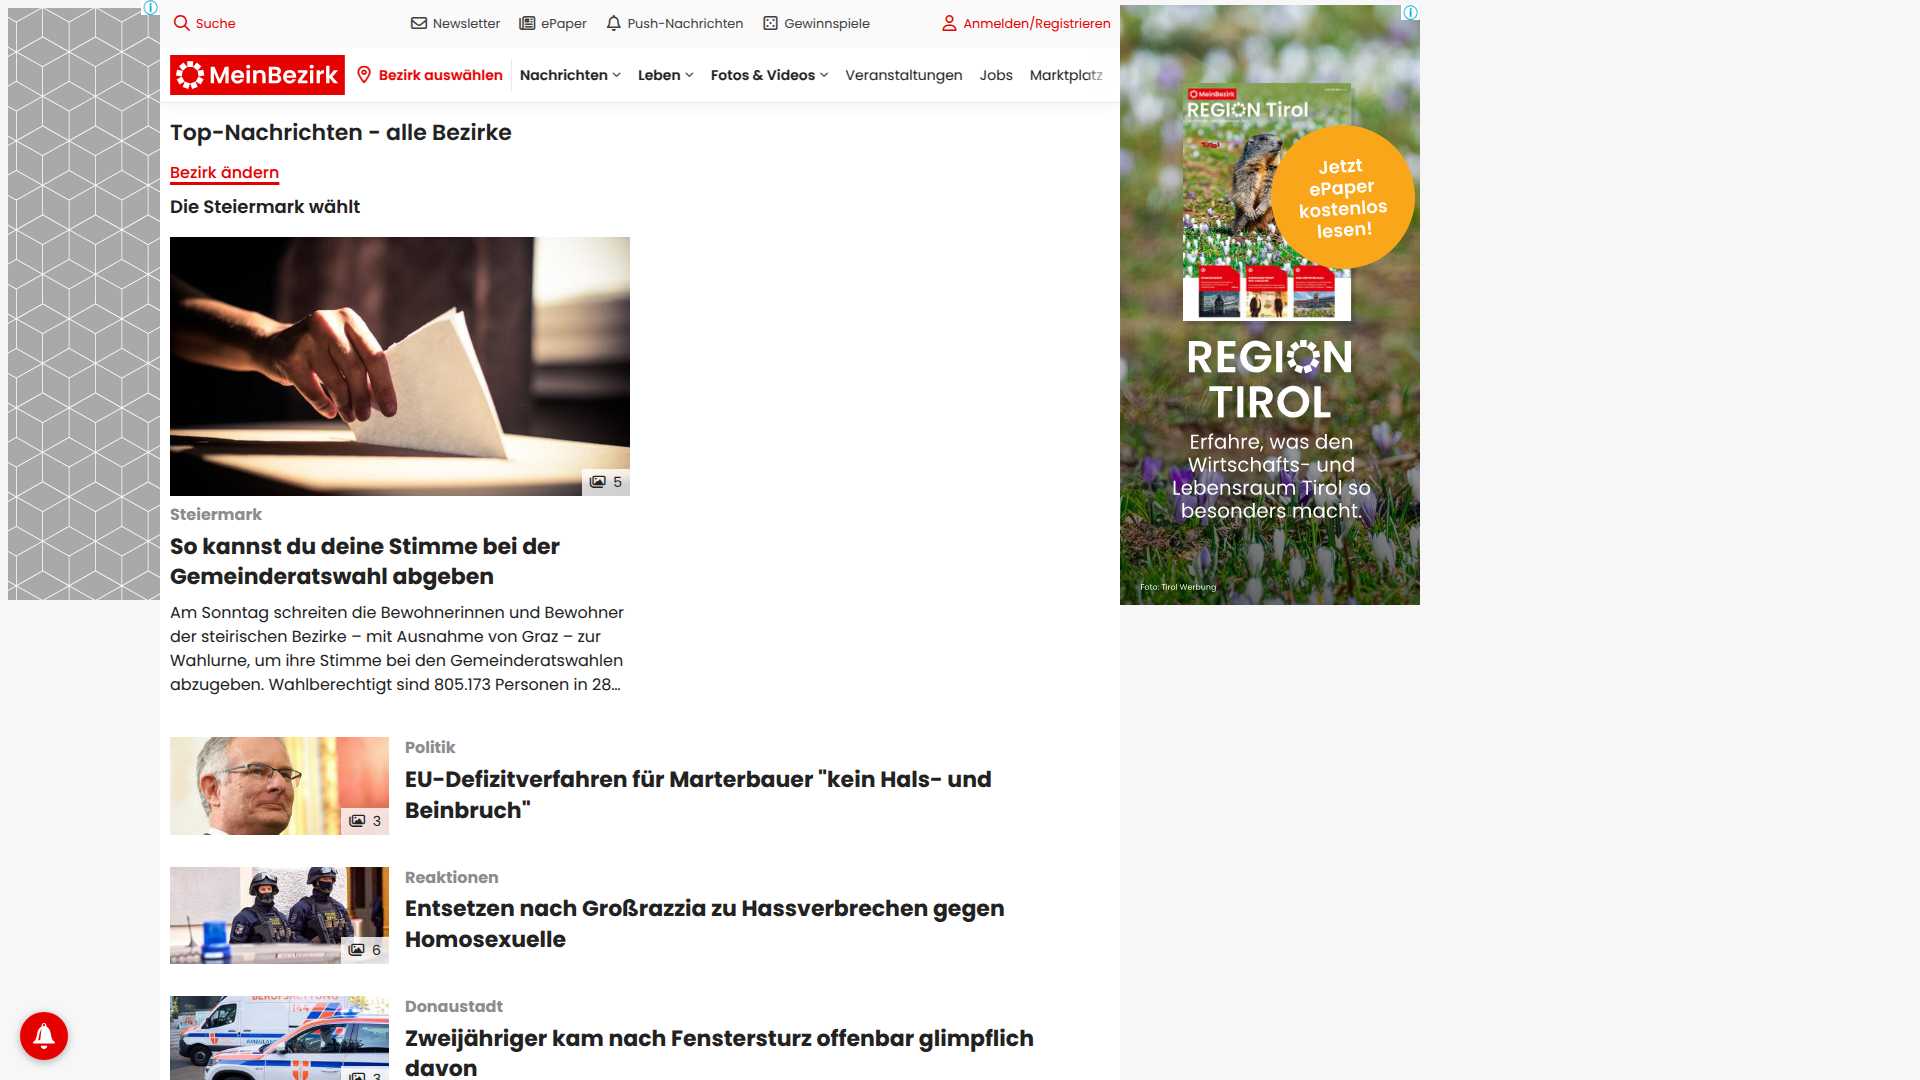 Suche
Newsletter
ePaper
Push-Nachrichten
Gewinnspiele
Anmelden/Registrieren
MeinBezirk
Bezirk auswählen
Nachrichten
Leben
Fotos & Videos
Veranstaltungen
Jobs
Marktplatz
Top-Nachrichten - alle Bezirke
Bezirk ändern
Die Steiermark wählt
5
Steiermark
So kannst du deine Stimme bei der
Gemeinderatswahl abgeben
Am Sonntag schreiten die Bewohnerinnen und Bewohner
der steirischen Bezirke – mit Ausnahme von Graz – zur
Wahlurne, um ihre Stimme bei den Gemeinderatswahlen
abzugeben. Wahlberechtigt sind 805.173 Personen in 28...
3
Politik
EU-Defizitverfahren für Marterbauer "kein Hals- und
Beinbruch"
6
Reaktionen
Entsetzen nach Großrazzia zu Hassverbrechen gegen
Homosexuelle
144
3
Donaustadt
Zweijähriger kam nach Fenstersturz offenbar glimpflich
davon
MeinBezirk
REGION Tirol
Jetzt
ePaper
kostenlos
lesen!
REGION
TIROL
Erfahre, was den
Wirtschafts- und
Lebensraum Tirol so
besonders macht.
Foto: Tirol Werbung